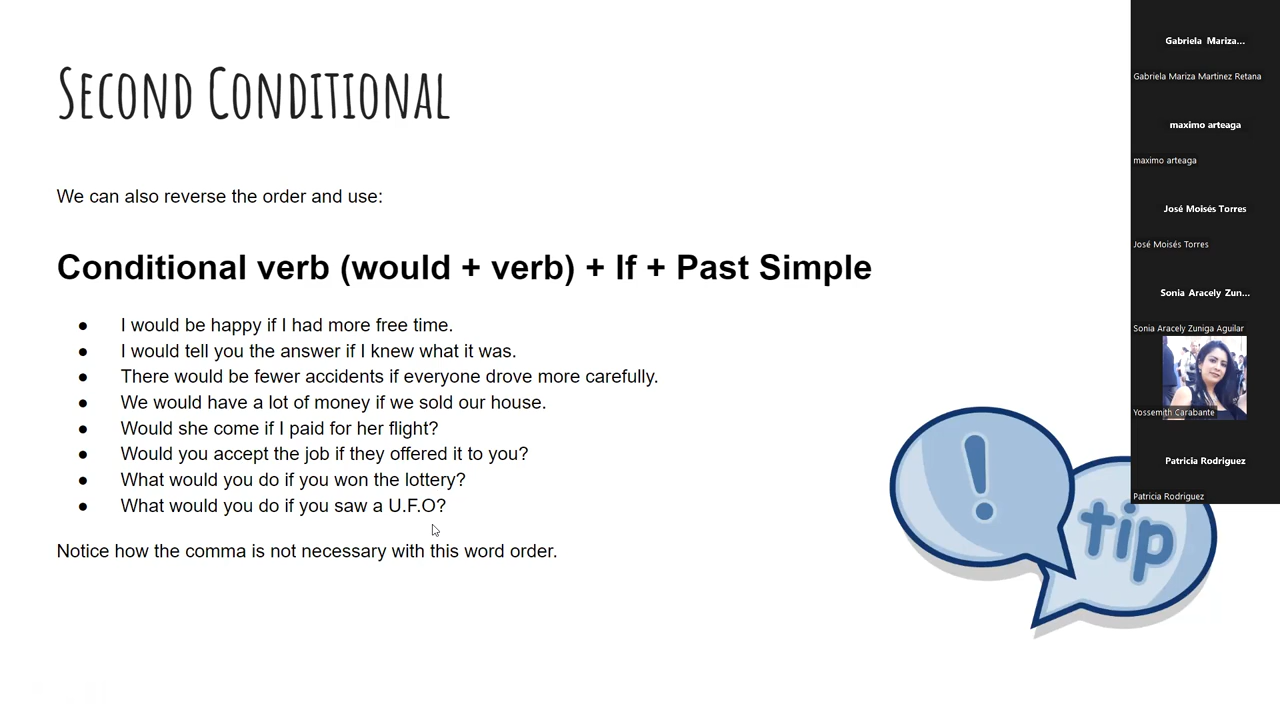 Second Conditional
We can also reverse the order and use:
Conditional verb (would + verb) + If + Past Simple
● I would be happy if I had more free time.
● I would tell you the answer if I knew what it was.
● There would be fewer accidents if everyone drove more carefully.
● We would have a lot of money if we sold our house.
● Would she come if I paid for her flight?
● Would you accept the job if they offered it to you?
● What would you do if you won the lottery?
● What would you do if you saw a U.F.O?
Notice how the comma is not necessary with this word order.
!
tip
Gabriela Mariza...
Gabriela Mariza Martinez Retana
maximo arteaga
maximo arteaga
José Moisés Torres
José Moisés Torres
Sonia Aracely Zun...
Sonia Aracely Zuniga Aguilar
Yossemith Carabante
Patricia Rodriguez
Patricia Rodriguez